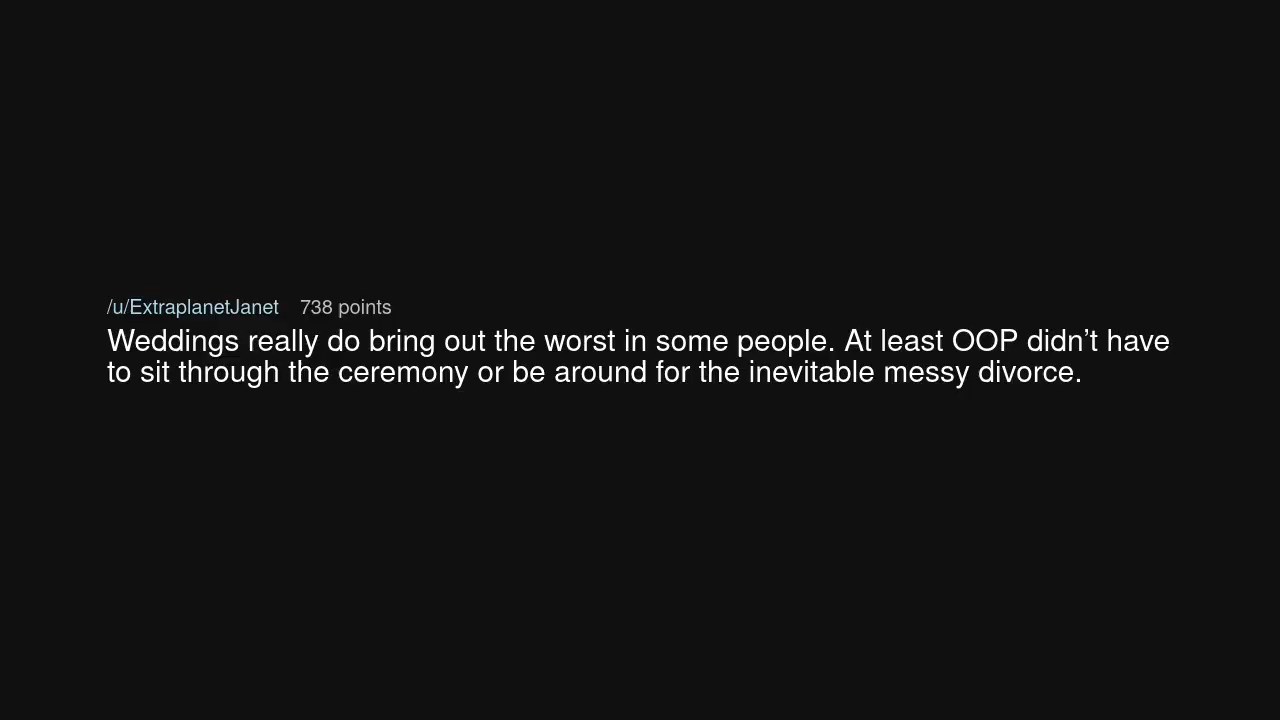 /u/ExtraplanetJanet 738 points
Weddings really do bring out the worst in some people. At least OOP didn’t have
to sit through the ceremony or be around for the inevitable messy divorce.